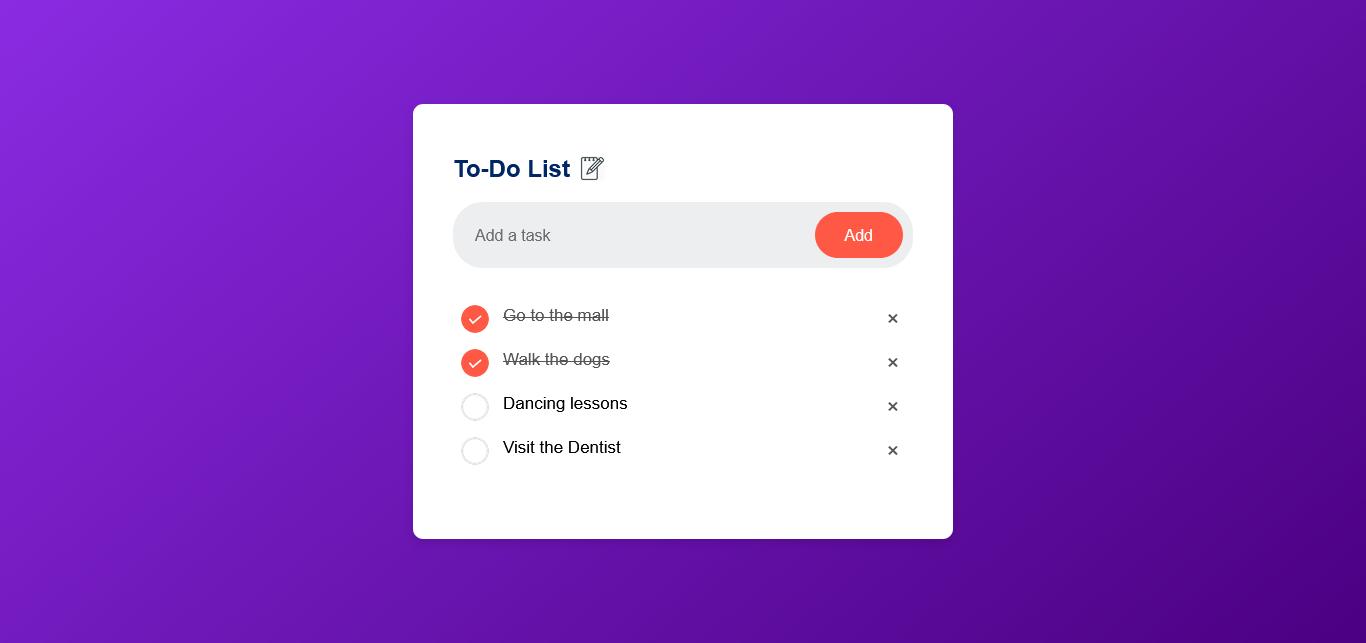 To-Do List
Add a task
Add
Go to the mall
Walk the dogs
Dancing lessons
Visit the Dentist